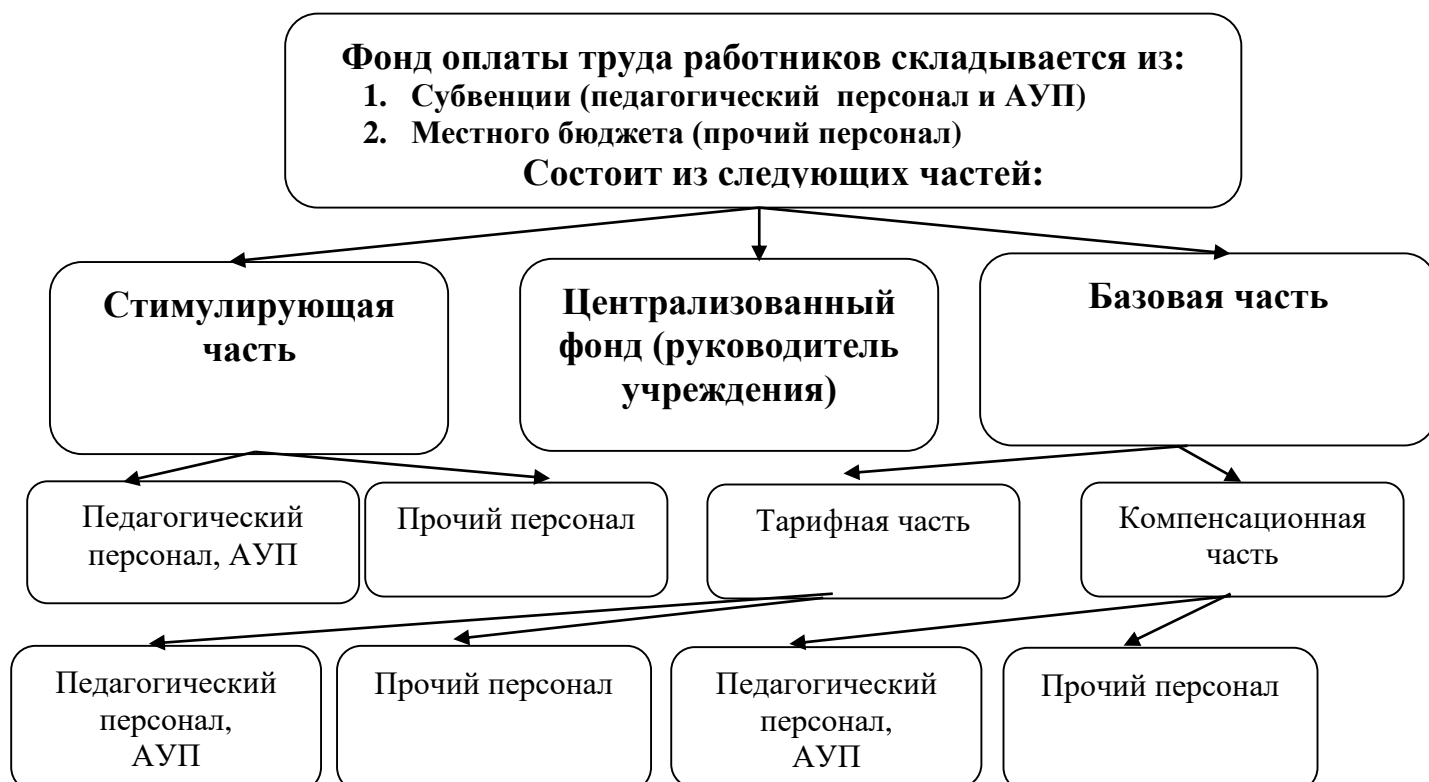 Фонд оплаты труда работников складывается из:
1. Субвенции (педагогический персонал и АУП)
2. Местного бюджета (прочий персонал)
Состоит из следующих частей:
Стимулирующая
часть
Централизованный
фонд (руководитель
учреждения)
Базовая часть
Педагогический
персонал, АУП
Прочий персонал
Тарифная часть
Компенсационная
часть
Педагогический
персонал,
АУП
Прочий персонал
Педагогический
персонал,
АУП
Прочий персонал